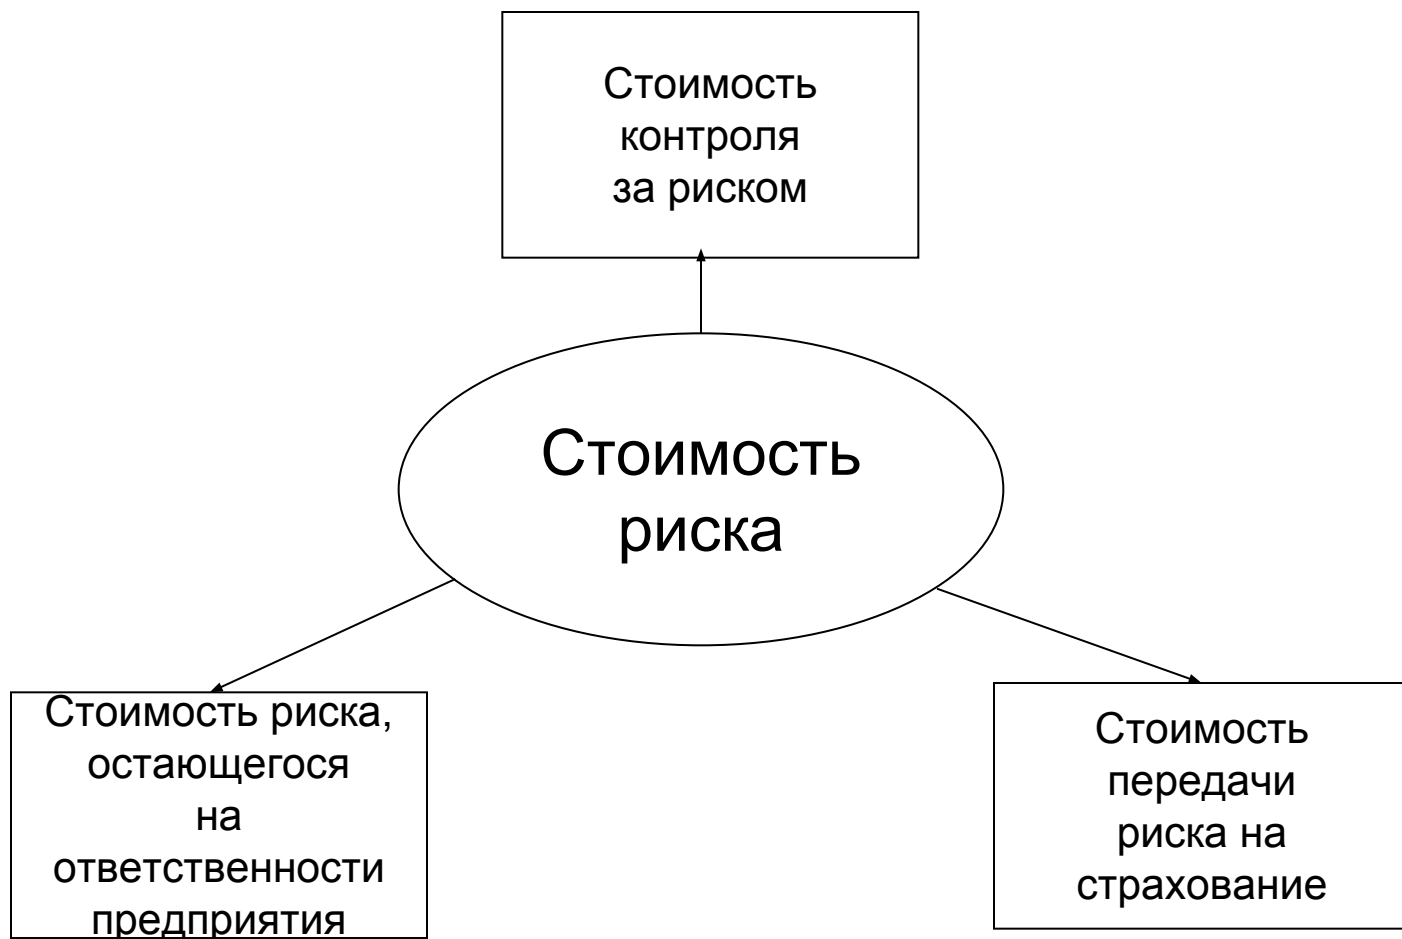 Стоимость
контроля
за риском
Стоимость
риска
Стоимость риска,
остающегося
на
ответственности
предприятия
Стоимость
передачи
риска на
страхование